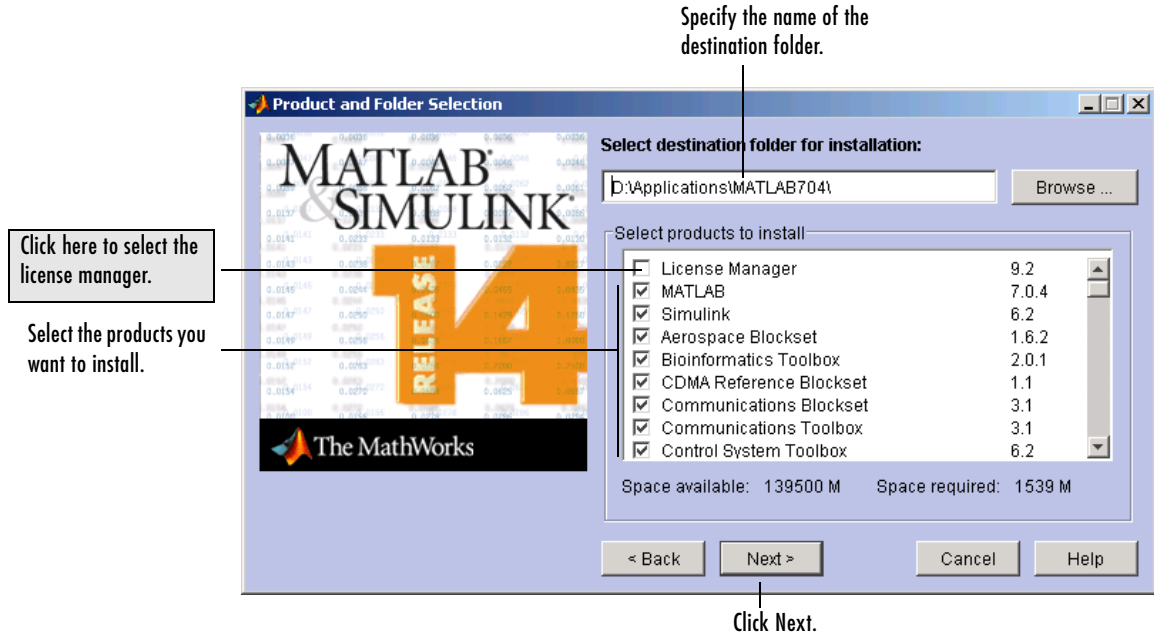 Specify the name of the
destination folder.
Product and Folder Selection
MATLAB®
&SIMULINK®
RELEASE
14
The MathWorks
Select destination folder for installation:
D:\Applications\MATLAB704\
Browse ...
Click here to select the
license manager.
Select the products you
want to install.
Select products to install
License Manager 9.2
MATLAB 7.0.4
Simulink 6.2
Aerospace Blockset 1.6.2
Bioinformatics Toolbox 2.0.1
CDMA Reference Blockset 1.1
Communications Blockset 3.1
Communications Toolbox 3.1
Control System Toolbox 6.2
Space available: 139500 M Space required: 1539 M
< Back
Next >
Cancel
Help
Click Next.